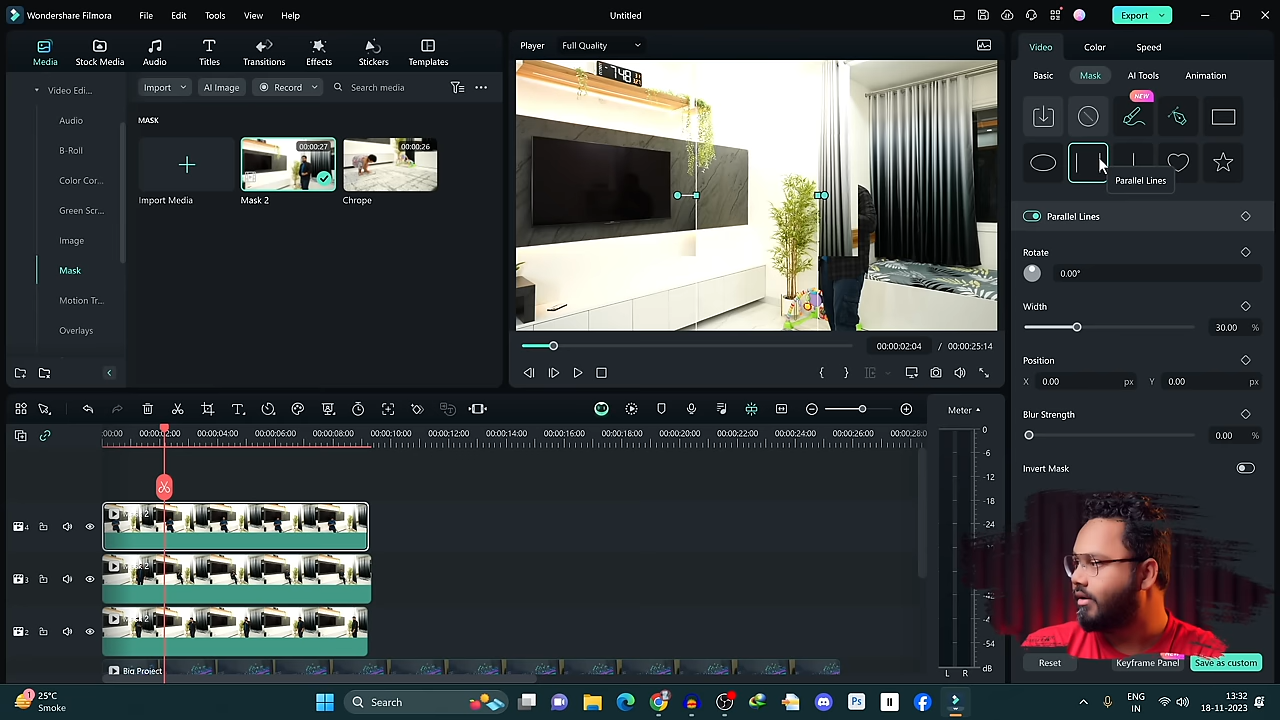 Wondershare Filmora File Edit Tools View Help
Untitled
Export
Media Stock Media Audio Titles Transitions Effects Stickers Templates
Player Full Quality
Video Color Speed
Basic Mask AI Tools Animation
NEW
Video Edi...
Audio
B-Roll
Color Cor...
Green Scr...
Image
Mask
Motion Tr...
Overlays
Import AI Image Record Search media
MASK
00:00:27
00:00:26
Import Media Mask 2 Chrope
00:00:02:04 / 00:00:25:14
Parallel Lines
Parallel Lines
Rotate
0.00°
Width
30.00 %
Position
X 0.00 px Y 0.00 px
Blur Strength
0.00 %
Invert Mask
Meter
:00:00 00:00:02:00 00:00:04:00 00:00:06:00 00:00:08:00 00:00:10:00 00:00:12:00 00:00:14:00 00:00:16:00 00:00:18:00 00:00:20:00 00:00:22:00 00:00:24:00 00:00:26:00 00:00:28:0
0
-6
-12
-18
-24
-54
dB
L R
4
3
2
Big Project
Reset Keyframe Panel Save as custom
25°C
Smoke
Search
Ps
ENG
IN
13:32
18-11-2023